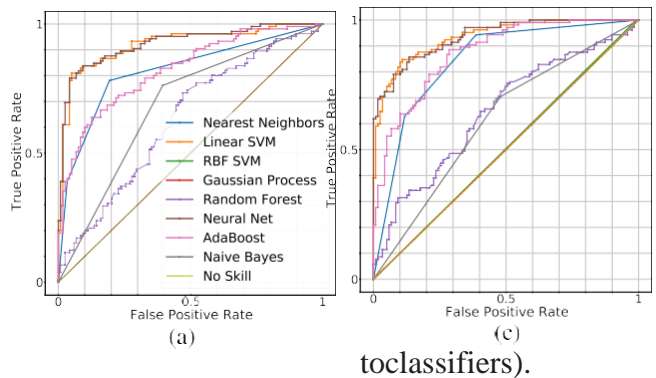 1
True Positive Rate
0.5
0
Nearest Neighbors
Linear SVM
RBF SVM
Gaussian Process
Random Forest
Neural Net
AdaBoost
Naive Bayes
No Skill
0
0.5
1
False Positive Rate
(a)
1
True Positive Rate
0.5
0
0
0.5
1
False Positive Rate
(c)
toclassifiers).